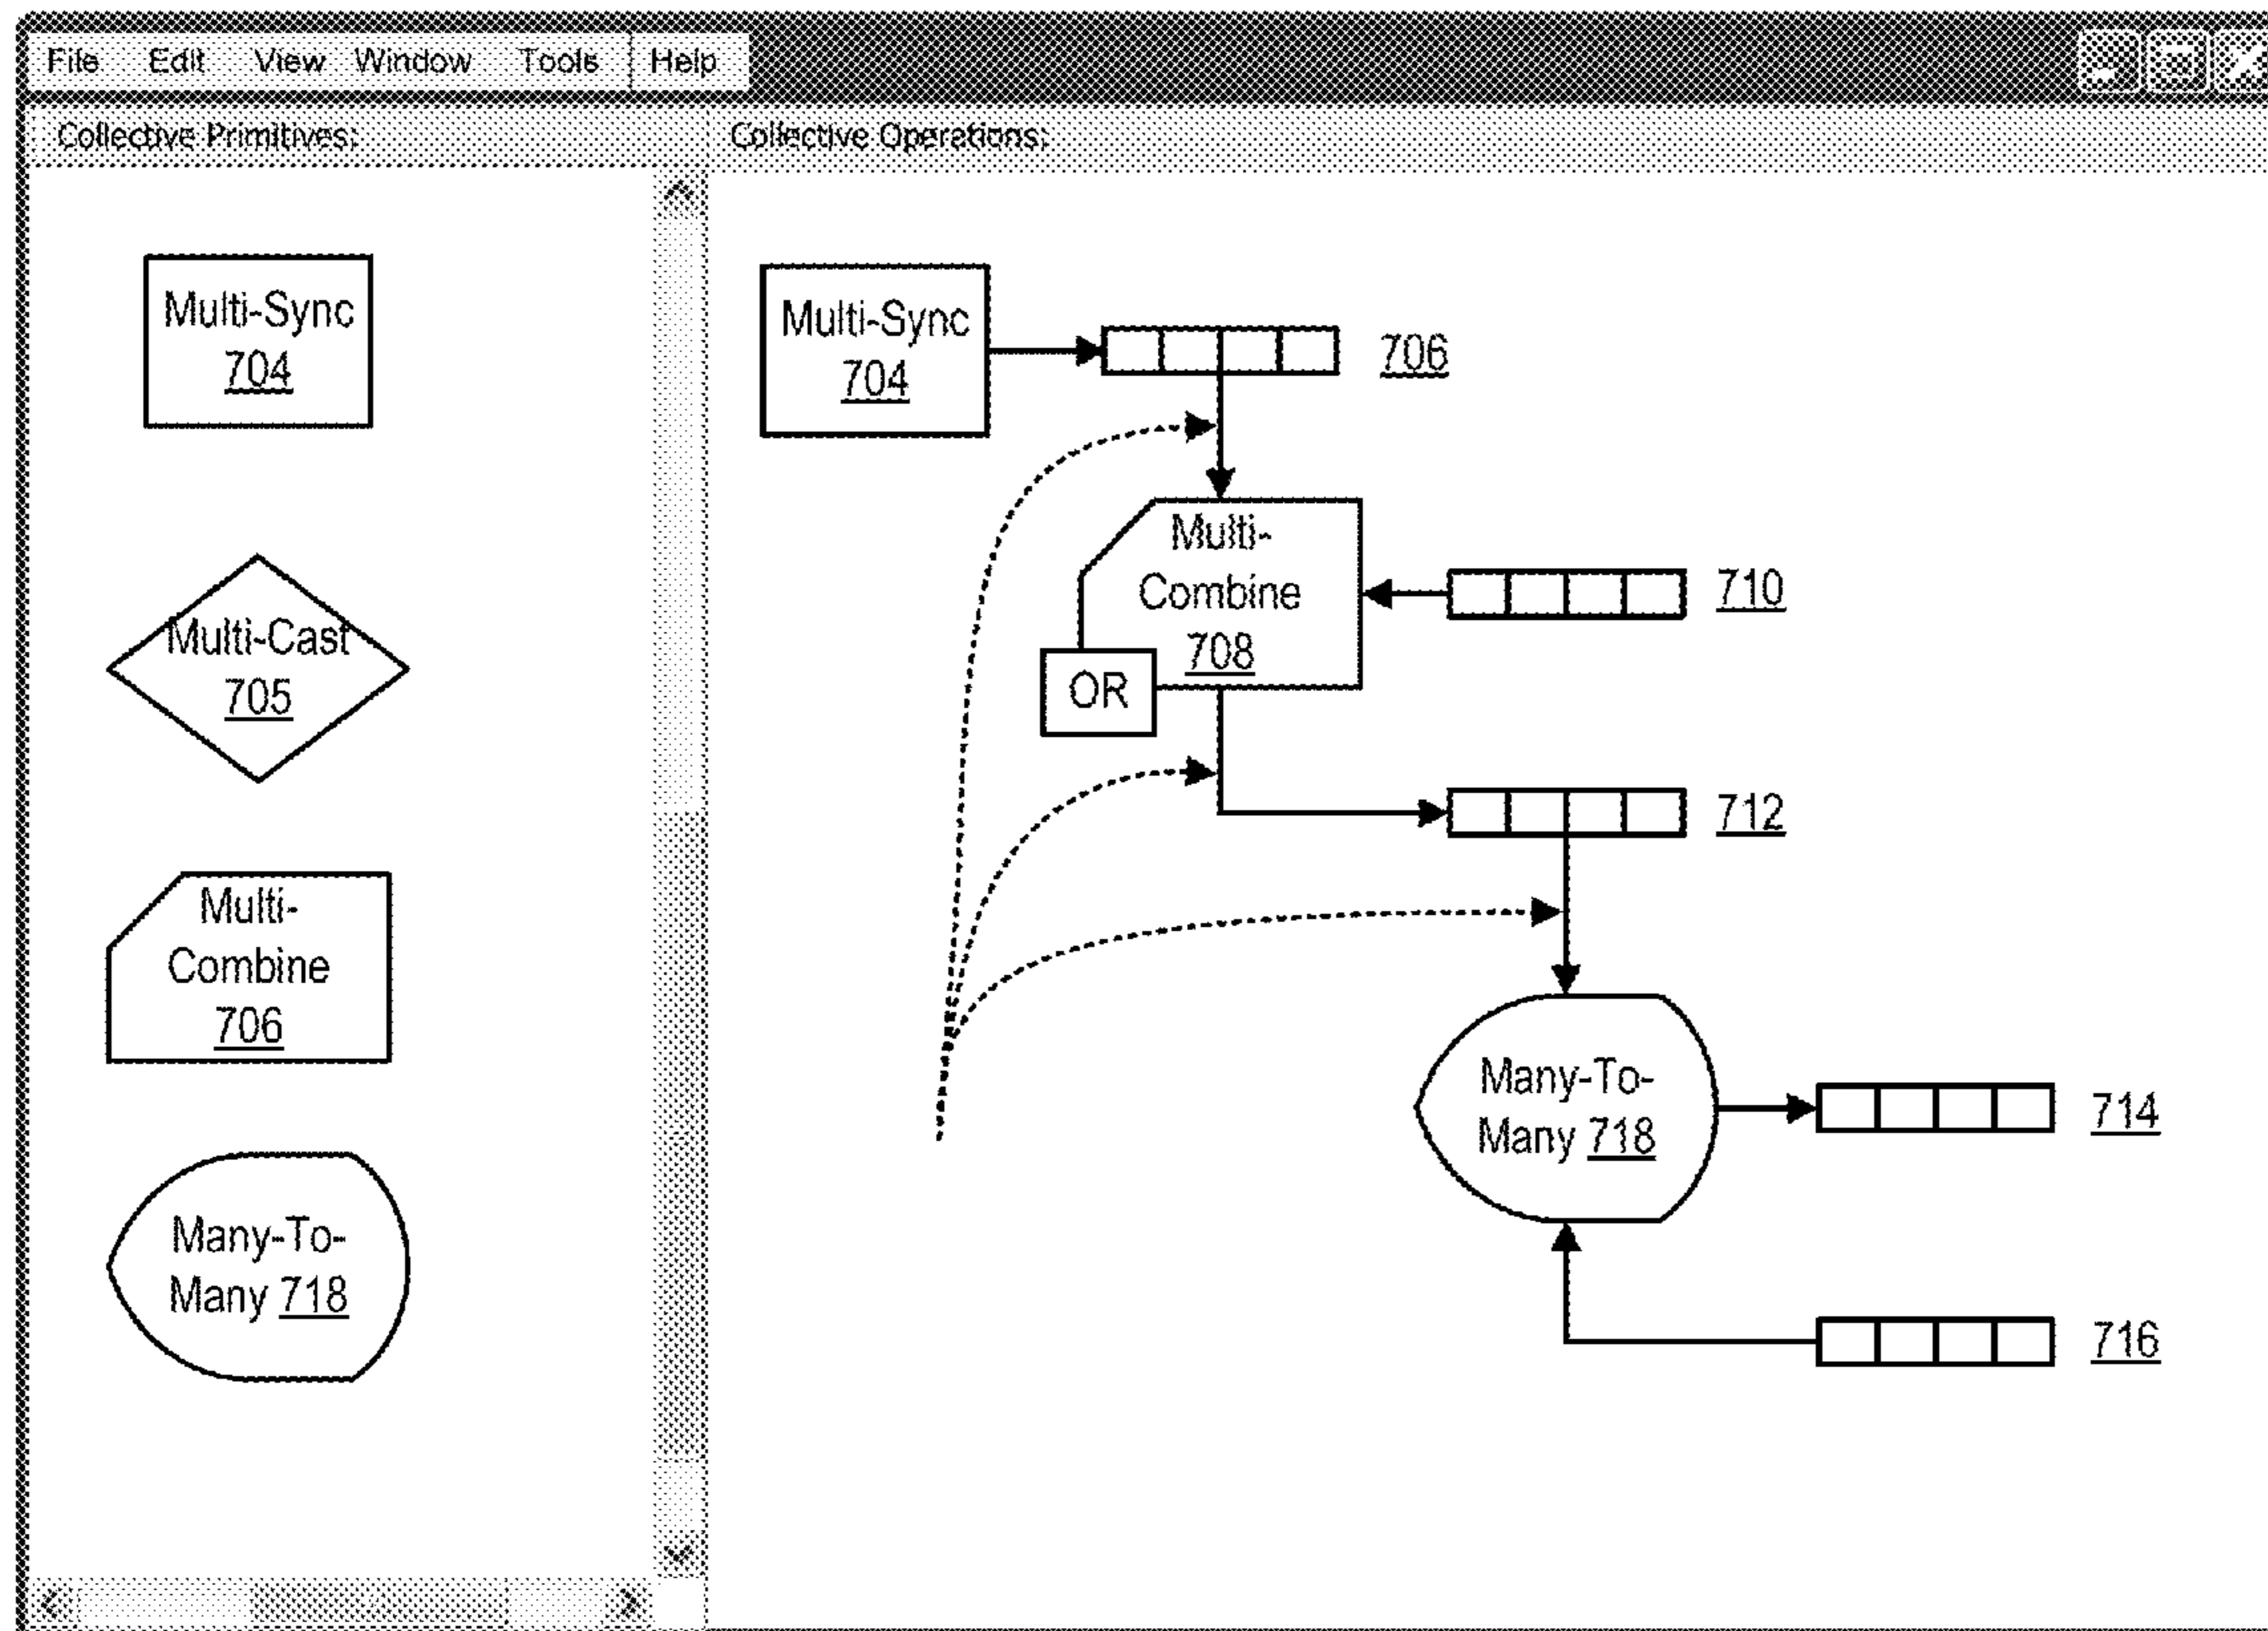 File Edit View Window Tools Help
Collective Primitives:
Multi-Sync
704
Multi-Cast
705
Multi-
Combine
706
Many-To-
Many 718
Collective Operations:
Multi-Sync
704
706
Multi-
Combine
708
OR
710
712
Many-To-
Many 718
714
716